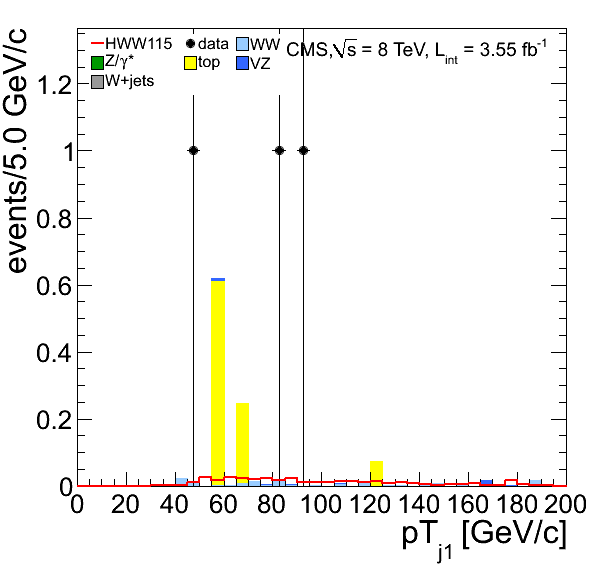 HWW115 data WW CMS,√s = 8 TeV, L_int = 3.55 fb⁻¹
Z/γ* top VZ
W+jets
events/5.0 GeV/c
1.2
1
0.8
0.6
0.4
0.2
0
0 20 40 60 80 100 120 140 160 180 200
pT_j1 [GeV/c]